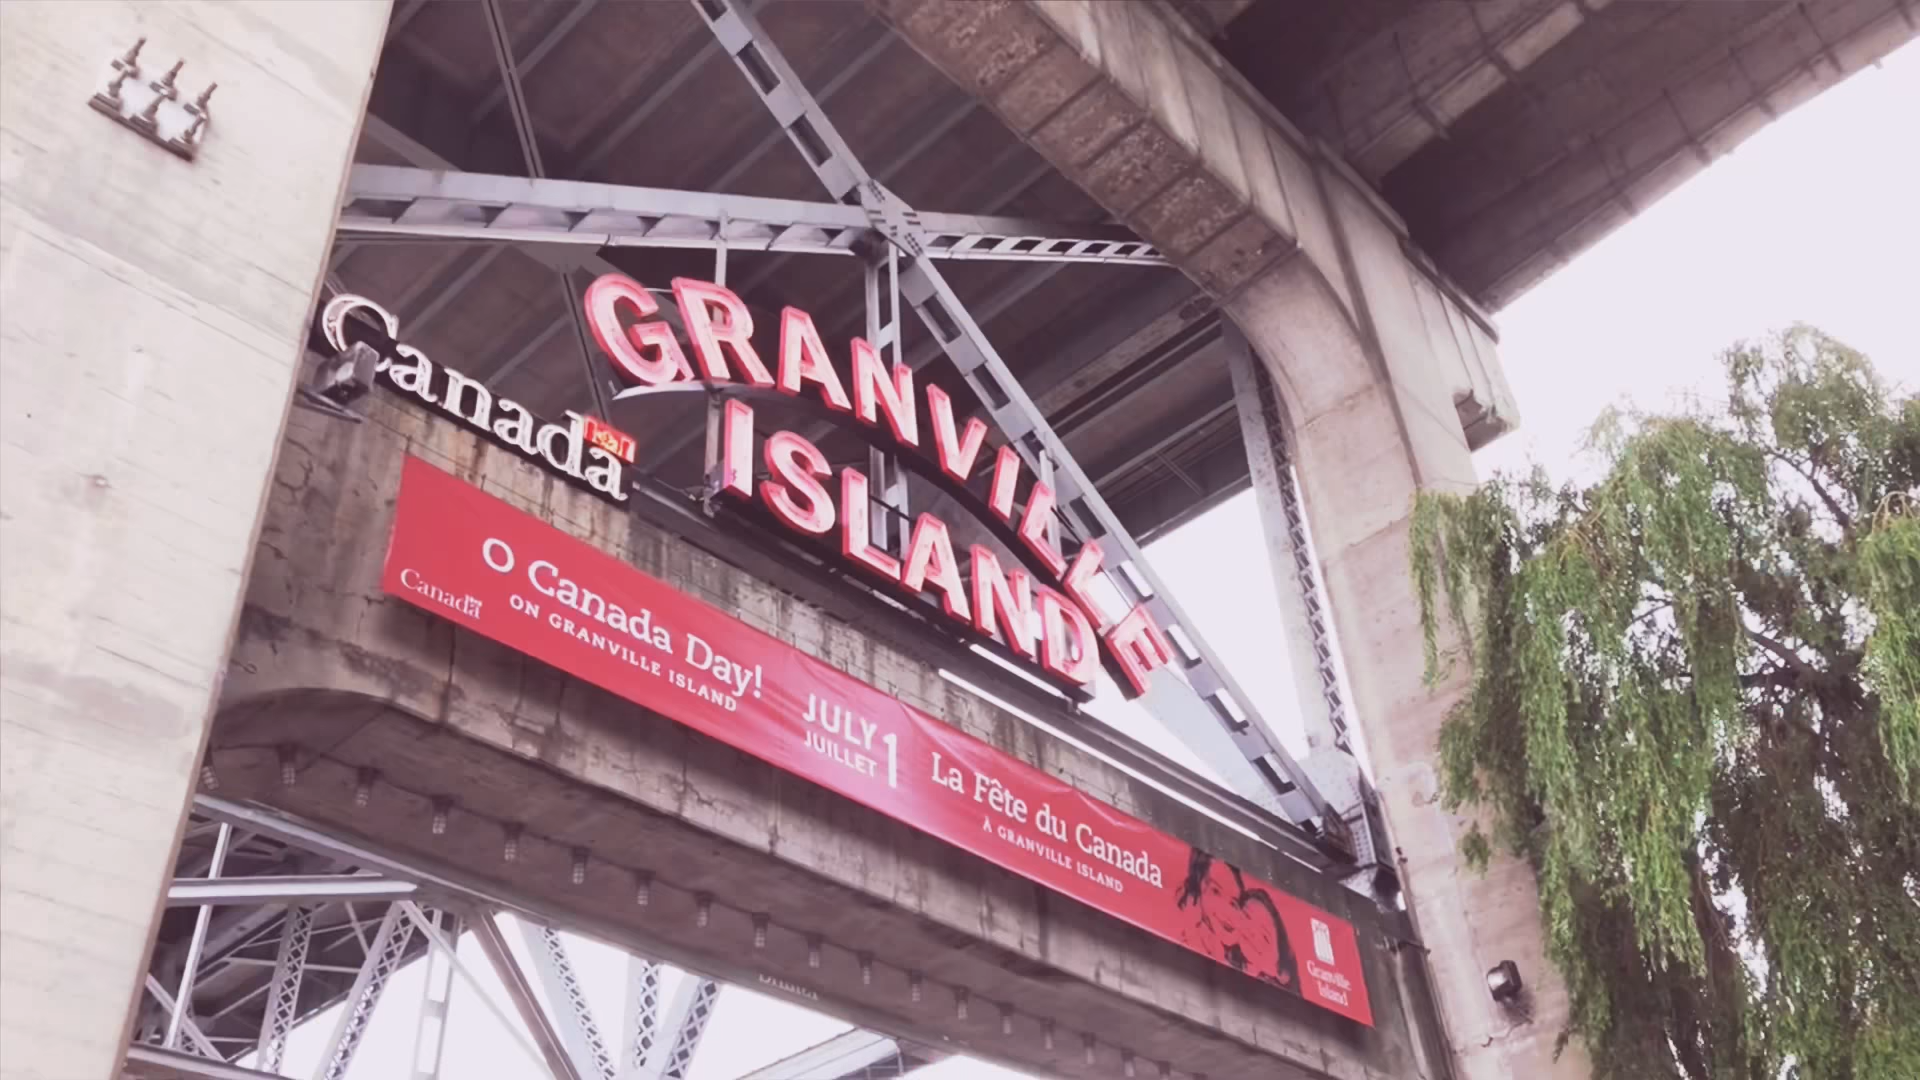 Canada
GRANVILLE
ISLAND
O Canada Day!
ON GRANVILLE ISLAND
Canada
JULY
JUILLET
1
La Fête du Canada
À GRANVILLE ISLAND
Granville
Island